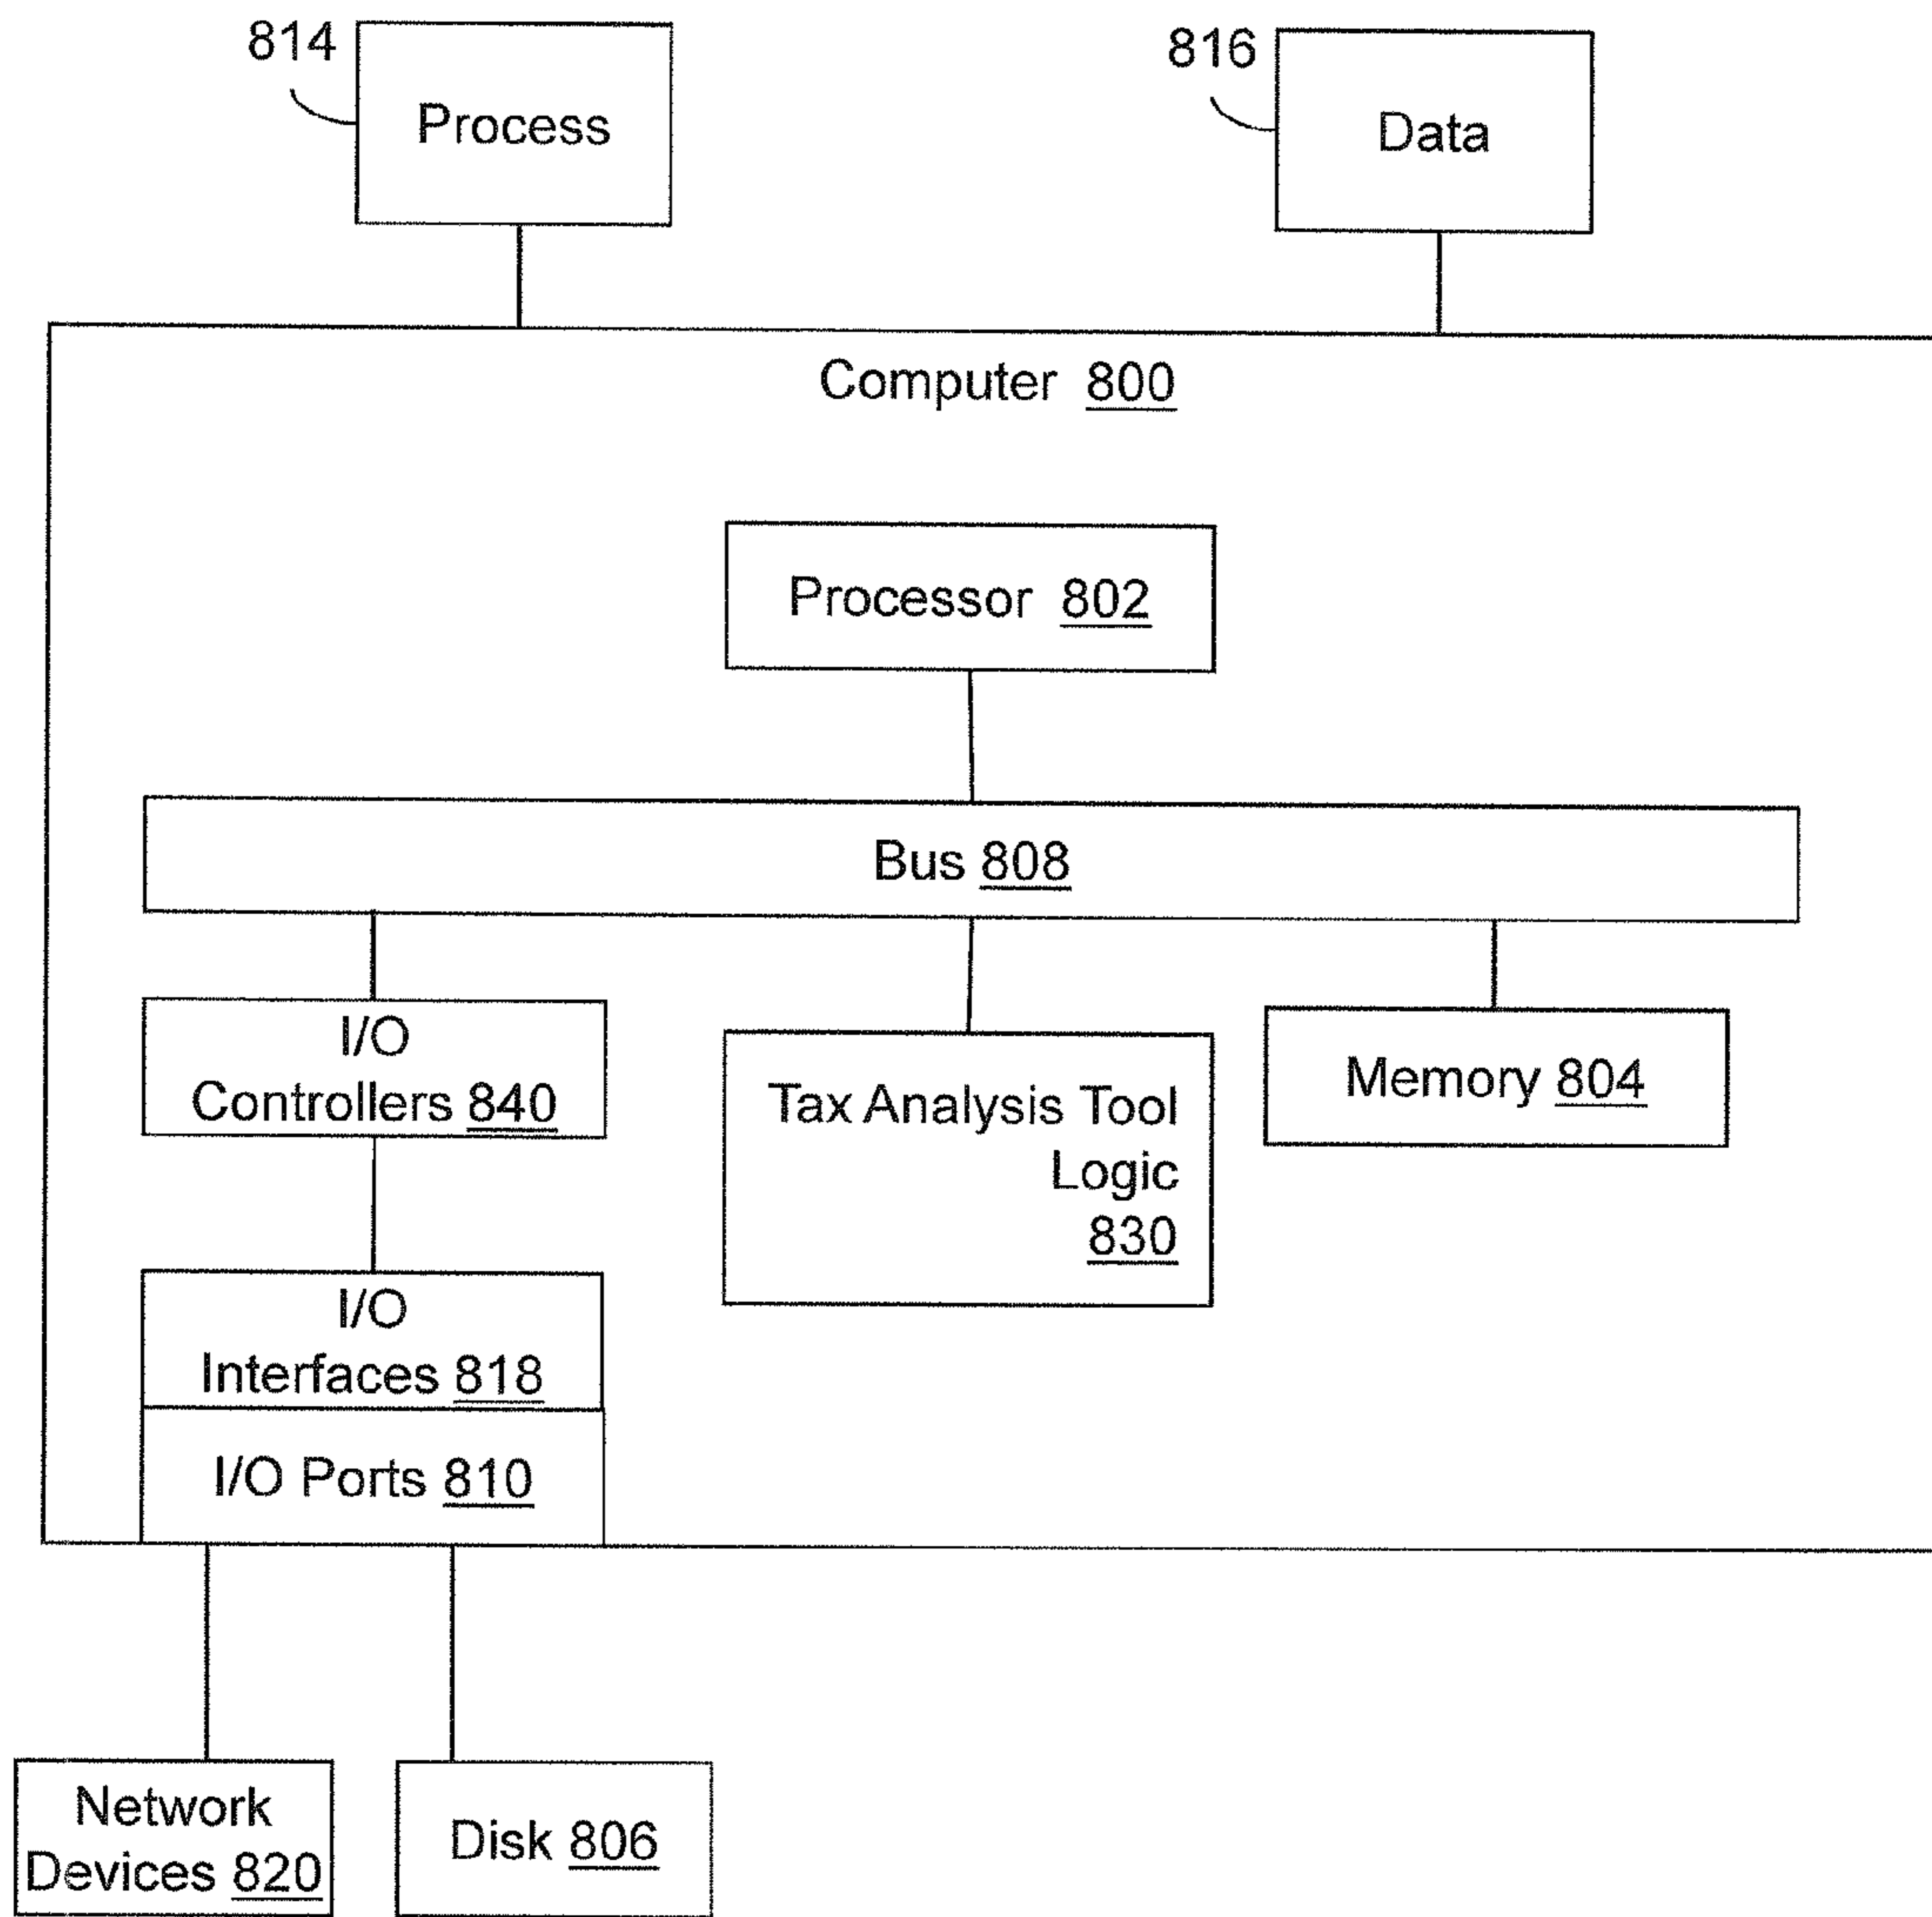 814
Process
816
Data
Computer 800
Processor 802
Bus 808
I/O
Controllers 840
Tax Analysis Tool
Logic
830
Memory 804
I/O
Interfaces 818
I/O Ports 810
Network
Devices 820
Disk 806